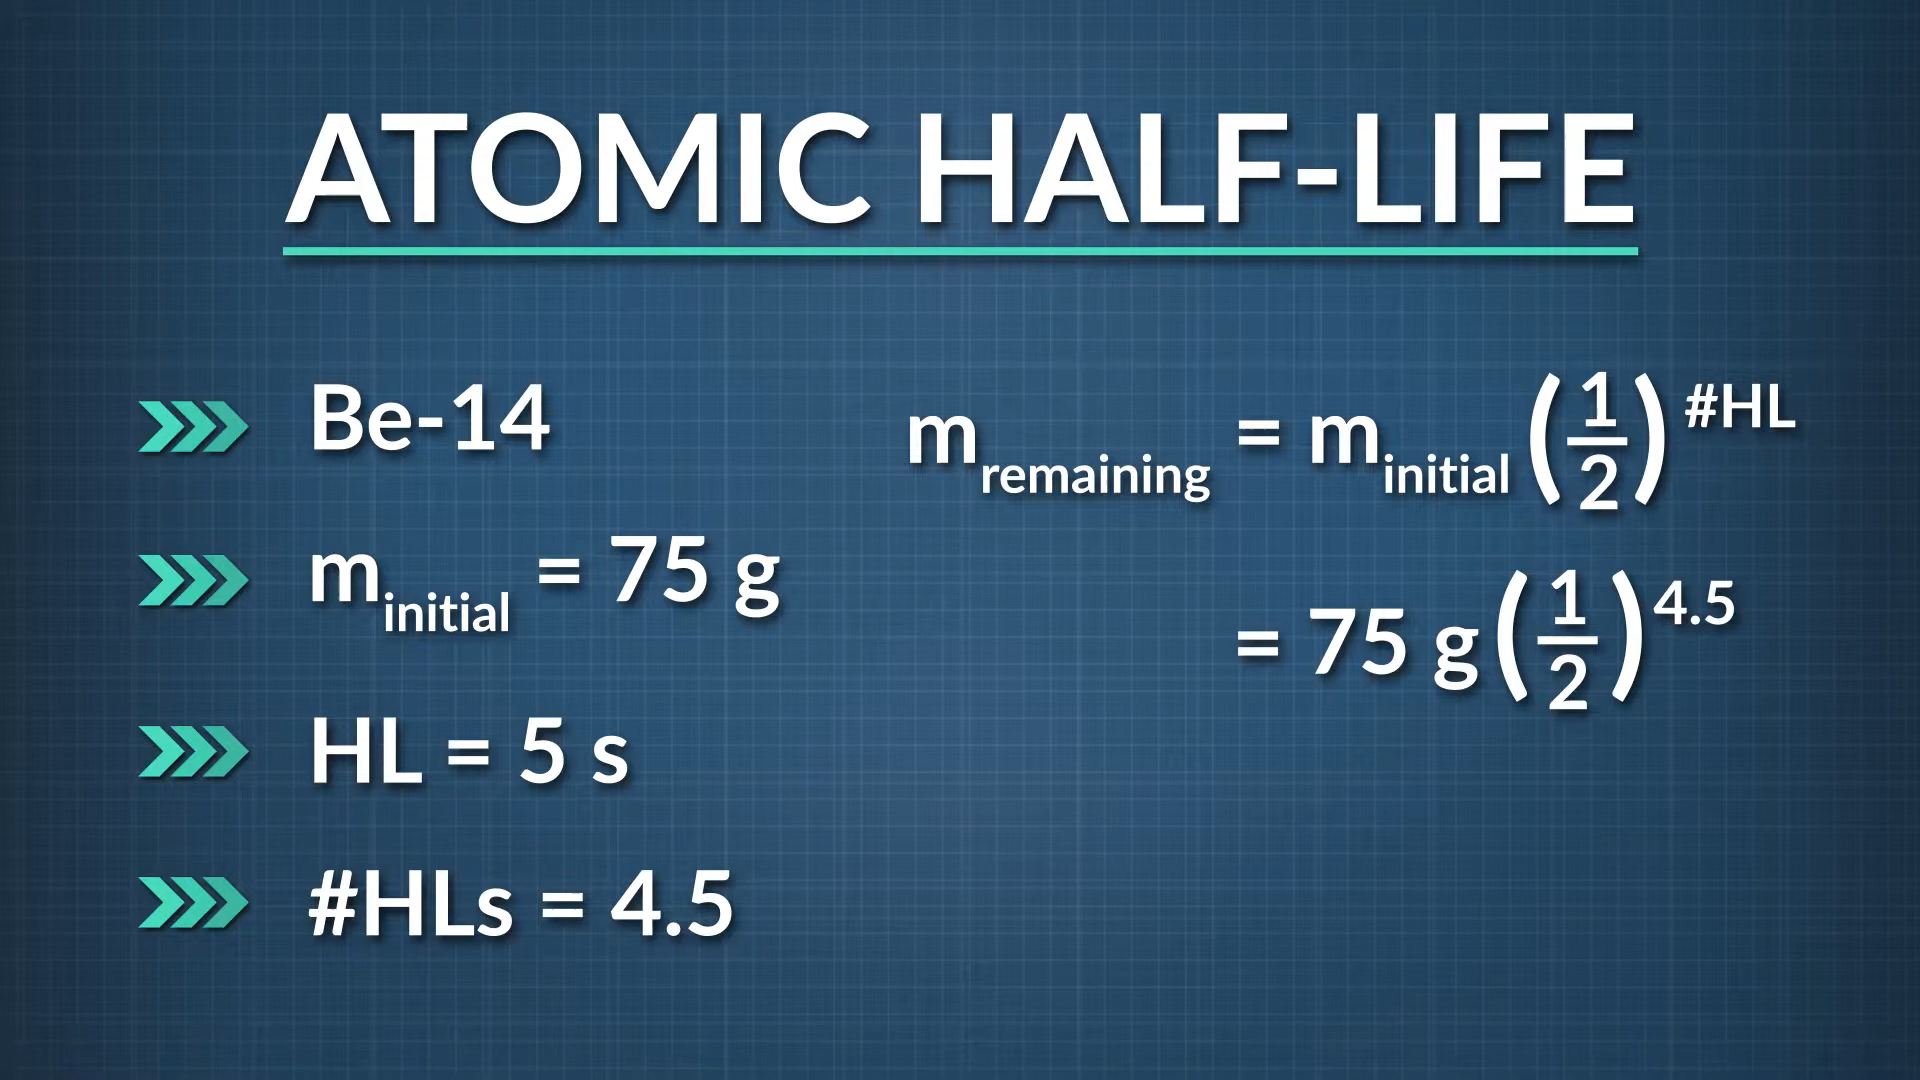 ATOMIC HALF-LIFE
Be-14
m_initial = 75 g
HL = 5 s
#HLs = 4.5
m_remaining = m_initial (1/2)^#HL
= 75 g (1/2)^4.5